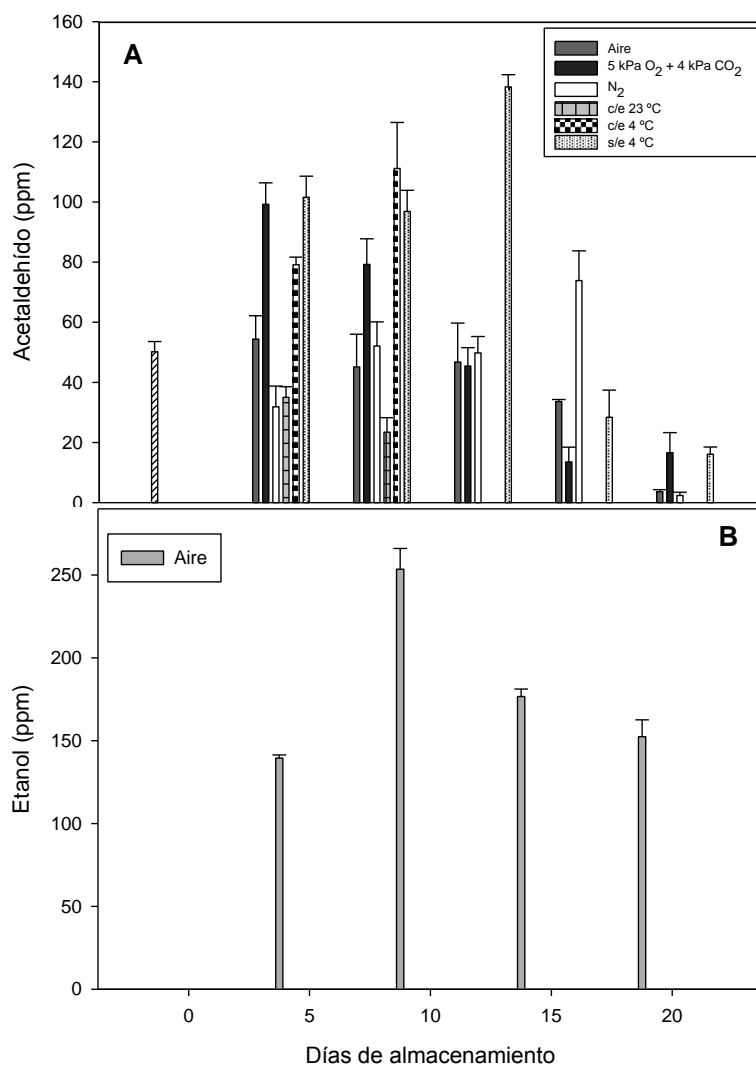 160
140
120
100
80
60
40
20
0
Acetaldehído (ppm)
A
Aire
5 kPa O2 + 4 kPa CO2
N2
c/e 23 ºC
c/e 4 ºC
s/e 4 ºC
B
Aire
250
200
150
100
50
0
Etanol (ppm)
0 5 10 15 20
Días de almacenamiento